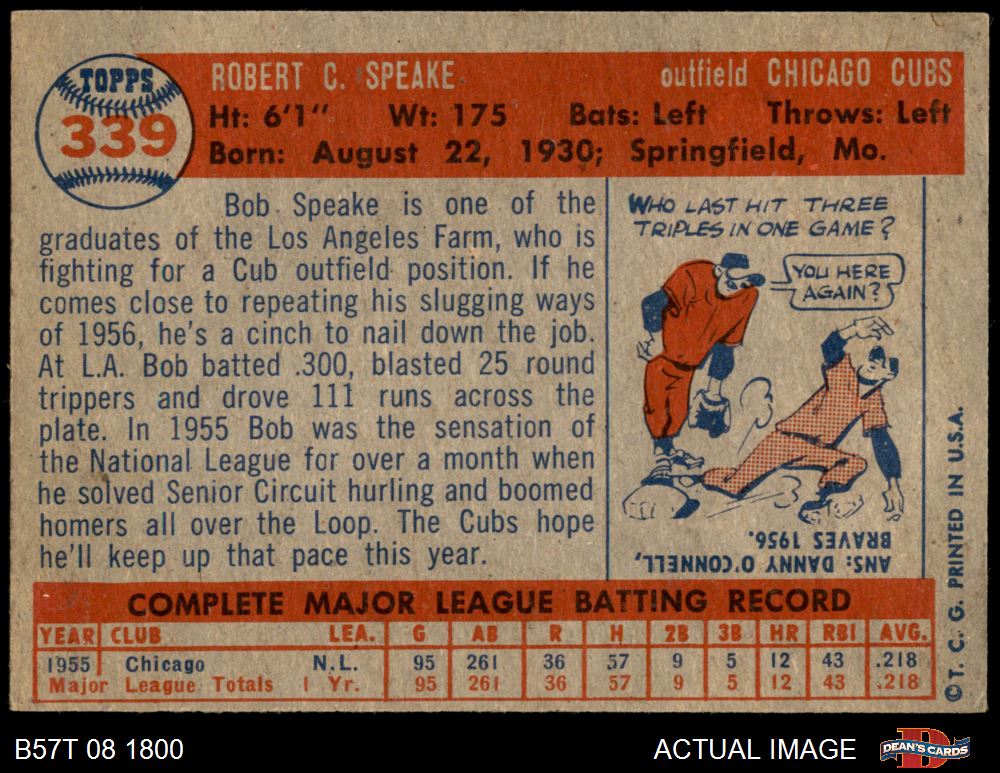 TOPPS
339
ROBERT C. SPEAKE outfield CHICAGO CUBS
Ht: 6'1" Wt: 175 Bats: Left Throws: Left
Born: August 22, 1930; Springfield, Mo.
Bob Speake is one of the
graduates of the Los Angeles Farm, who is
fighting for a Cub outfield position. If he
comes close to repeating his slugging ways
of 1956, he's a cinch to nail down the job.
At L.A. Bob batted .300, blasted 25 round
trippers and drove 111 runs across the
plate. In 1955 Bob was the sensation of
the National League for over a month when
he solved Senior Circuit hurling and boomed
homers all over the Loop. The Cubs hope
he'll keep up that pace this year.
WHO LAST HIT THREE
TRIPLES IN ONE GAME?
YOU HERE
AGAIN?
ANS: DANNY O'CONNELL,
BRAVES 1956.
COMPLETE MAJOR LEAGUE BATTING RECORD
YEAR CLUB LEA. G AB R H 2B 3B HR RBI AVG.
1955 Chicago N.L. 95 261 36 57 9 5 12 43 .218
Major League Totals 1 Yr. 95 261 36 57 9 5 12 43 .218
© T. C. G. PRINTED IN U.S.A.
B57T 08 1800 ACTUAL IMAGE DEAN'S CARDS